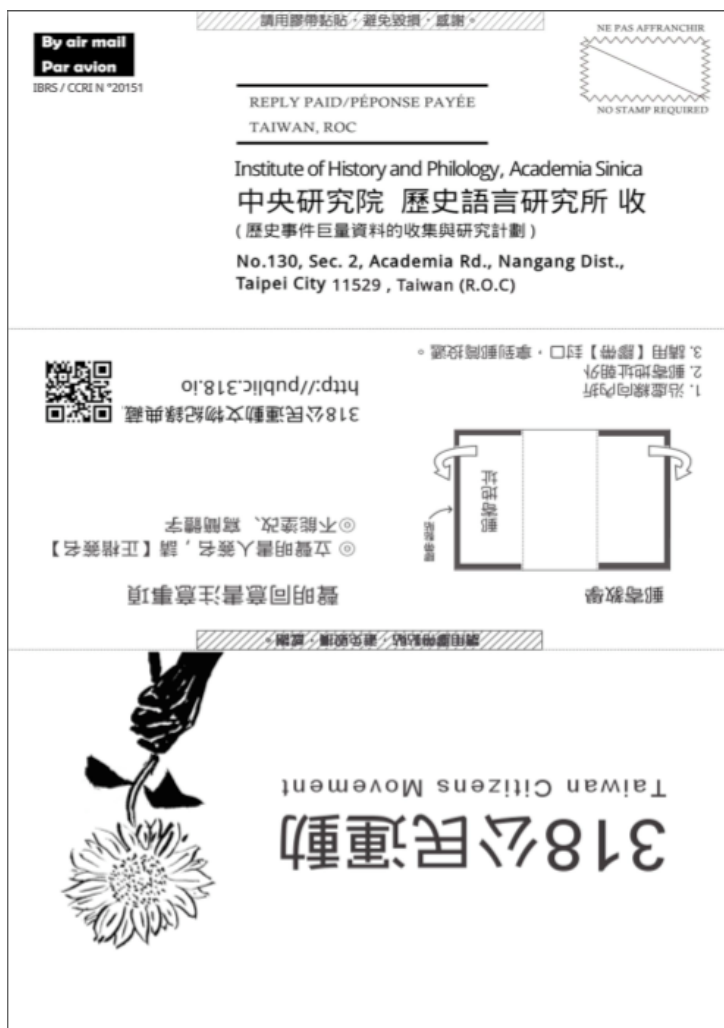 請用膠帶黏貼，避免毀損，感謝。
By air mail
Par avion
IBRS / CCRI N °20151
NE PAS AFFRANCHIR
NO STAMP REQUIRED
REPLY PAID/PÉPONSE PAYÉE
TAIWAN, ROC
Institute of History and Philology, Academia Sinica
中央研究院 歷史語言研究所 收
( 歷史事件巨量資料的收集與研究計劃 )
No.130, Sec. 2, Academia Rd., Nangang Dist.,
Taipei City 11529 , Taiwan (R.O.C)
郵寄教學
膠帶黏貼
郵寄地址
1. 沿虛線向內折
2. 郵寄地址朝外
3. 請用【膠帶】封口，拿到郵局投遞。
聲明同意書注意事項
◎ 立聲明書人簽名，請【正楷簽名】
◎不能塗改、寫簡體字
318公民運動文物紀錄典藏
http://public.318.io
請用膠帶黏貼，避免毀損，感謝。
318公民運動
Taiwan Citizens Movement